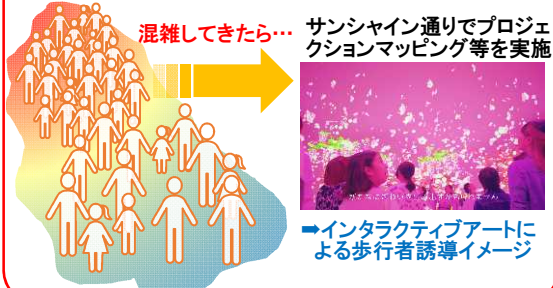 混雑してきたら…
サンシャイン通りでプロジェ
クションマッピング等を実施
➡インタラクティブアートに
よる歩行者誘導イメージ